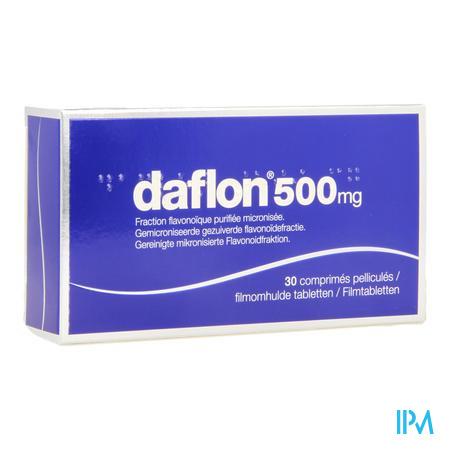 daflon® 500mg
Fraction flavonoïque purifiée micronisée.
Gemicroniseerde gezuiverde flavonoïdefractie.
Gereinigte mikronisierte Flavonoidfraktion.
30 comprimés pelliculés /
filmomhulde tabletten / Filmtabletten
IPM